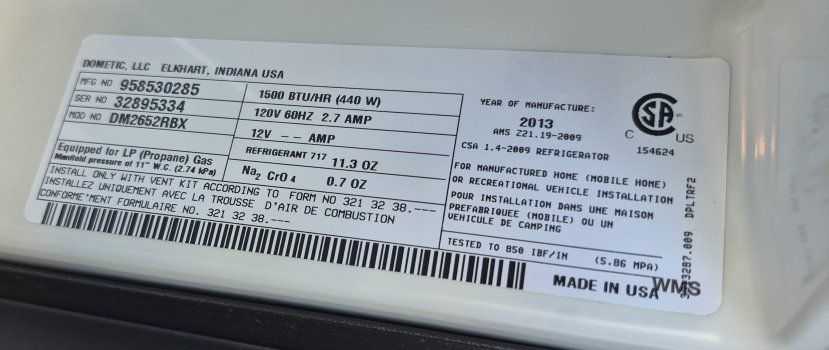 DOMETIC, LLC ELKHART, INDIANA USA
MFG NO 958530285
SER NO 32895334
MOD NO DM2652RBX
Equipped for LP (Propane) Gas
Manifold pressure of 11" W.C. (2.74 kPa)
1500 BTU/HR (440 W)
120V 60HZ 2.7 AMP
12V -- AMP
REFRIGERANT 717 11.3 OZ
Na2 CrO4 0.7 OZ
INSTALL ONLY WITH VENT KIT ACCORDING TO FORM NO 321 32 38.---
INSTALLEZ UNIQUEMENT AVEC LA TROUSSE D'AIR DE COMBUSTION
CONFORME'MENT FORMULAIRE NO. 321 32 38.---
YEAR OF MANUFACTURE:
2013
ANS Z21.19-2009
CSA 1.4-2009 REFRIGERATOR
CSA
C US
154624
FOR MANUFACTURED HOME (MOBILE HOME)
OR RECREATIONAL VEHICLE INSTALLATION
POUR INSTALLATION DANS UNE MAISON
PREFABRIQUEE (MOBILE) OU UN
VEHICULE DE CAMPING
TESTED TO 850 IBF/IN (5.86 MPA)
MADE IN USA
WMS
DPLTRF2